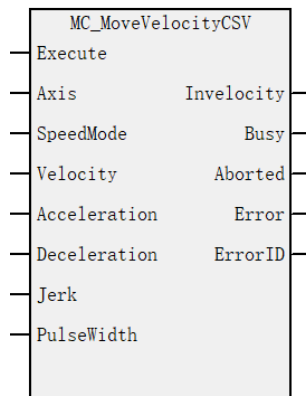 MC_MoveVelocityCSV
Execute
Axis Invelocity
SpeedMode Busy
Velocity Aborted
Acceleration Error
Deceleration ErrorID
Jerk
PulseWidth